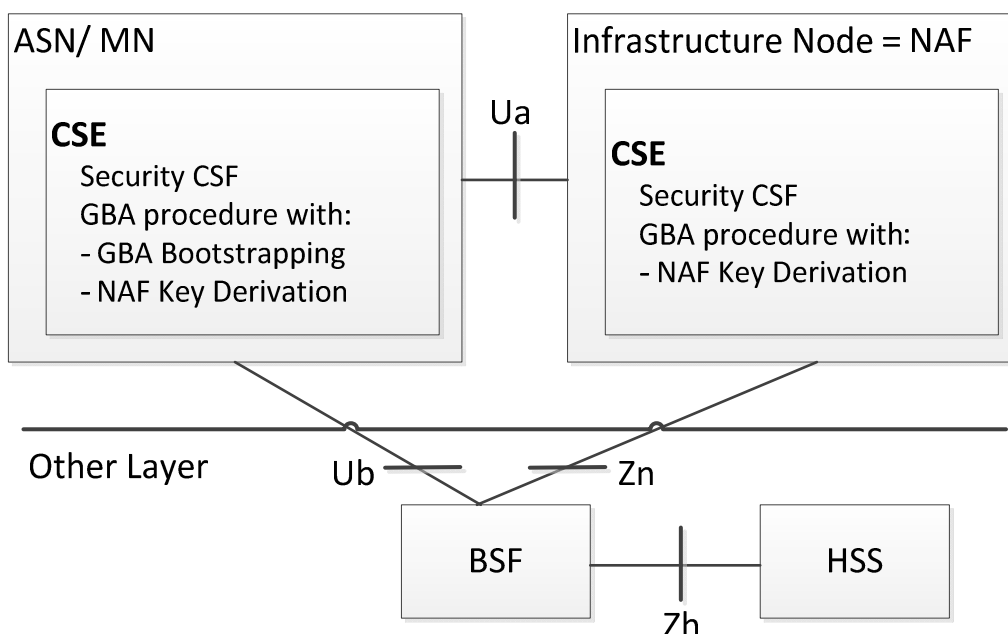 ASN/ MN
CSE
Security CSF
GBA procedure with:
- GBA Bootstrapping
- NAF Key Derivation
Ua
Infrastructure Node = NAF
CSE
Security CSF
GBA procedure with:
- NAF Key Derivation
Other Layer
Ub
Zn
BSF
Zh
HSS